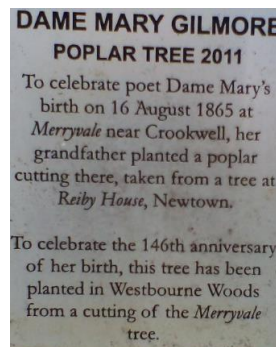 DAME MARY GILMORE
POPLAR TREE 2011
To celebrate poet Dame Mary's
birth on 16 August 1865 at
Merryvale near Crookwell, her
grandfather planted a poplar
cutting there, taken from a tree at
Reiby House, Newtown.
To celebrate the 146th anniversary
of her birth, this tree has been
planted in Westbourne Woods
from a cutting of the Merryvale
tree.